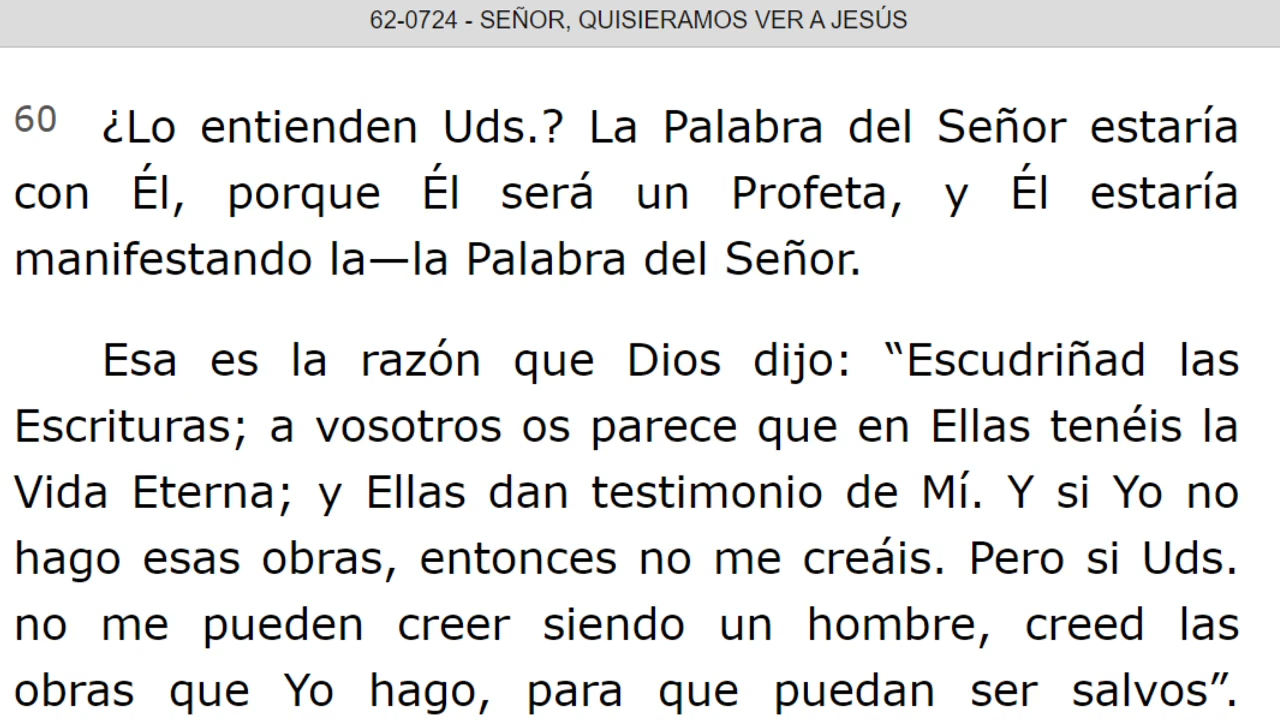 62-0724 - SEÑOR, QUISIERAMOS VER A JESÚS
60 ¿Lo entienden Uds.? La Palabra del Señor estaría
con Él, porque Él será un Profeta, y Él estaría
manifestando la—la Palabra del Señor.
Esa es la razón que Dios dijo: “Escudriñad las
Escrituras; a vosotros os parece que en Ellas tenéis la
Vida Eterna; y Ellas dan testimonio de Mí. Y si Yo no
hago esas obras, entonces no me creáis. Pero si Uds.
no me pueden creer siendo un hombre, creed las
obras que Yo hago, para que puedan ser salvos”.